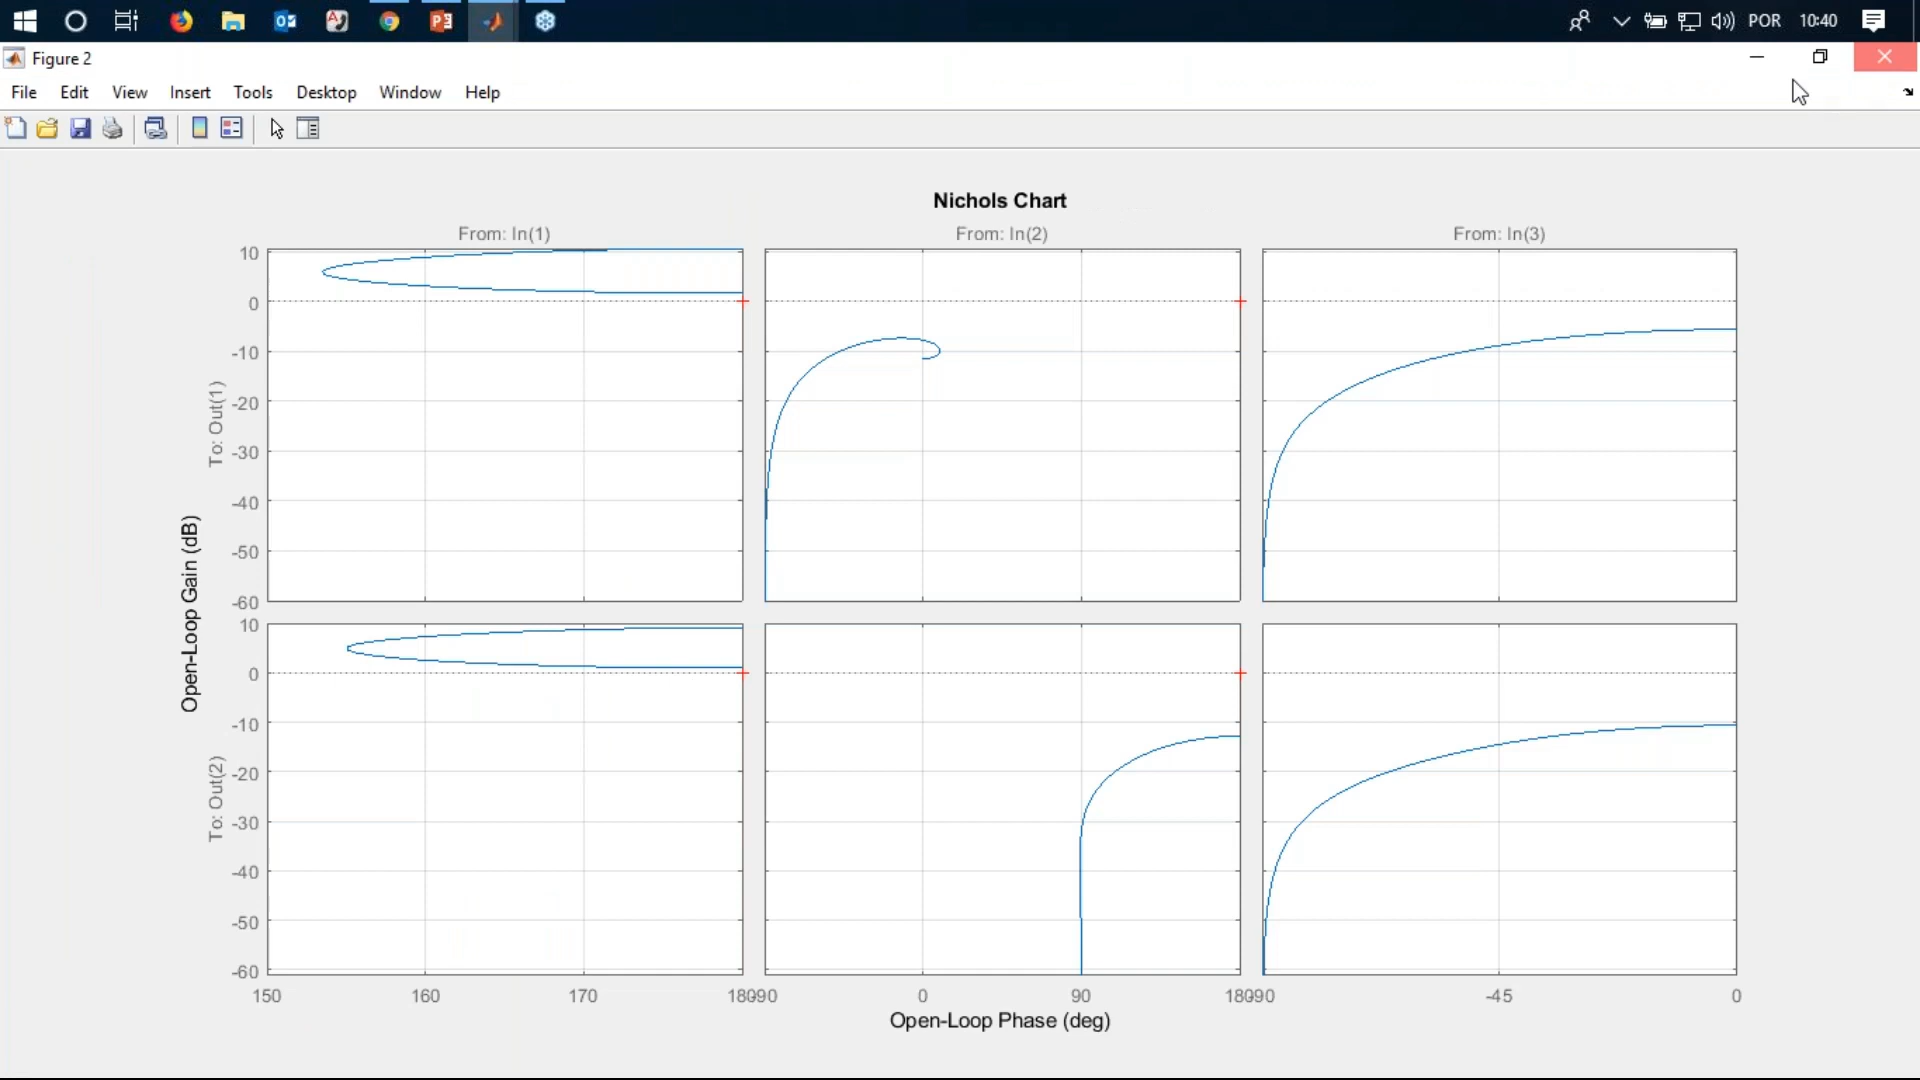 POR 10:40
Figure 2
File Edit View Insert Tools Desktop Window Help
Nichols Chart
From: In(1) From: In(2) From: In(3)
10
0
-10
-20
-30
-40
-50
-60
To: Out(1)
Open-Loop Gain (dB)
10
0
-10
-20
-30
-40
-50
-60
To: Out(2)
150 160 170 180 -90 0 90 180 -90 -45 0
Open-Loop Phase (deg)